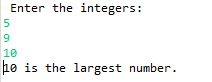 Enter the integers:
5
9
10
10 is the largest number.